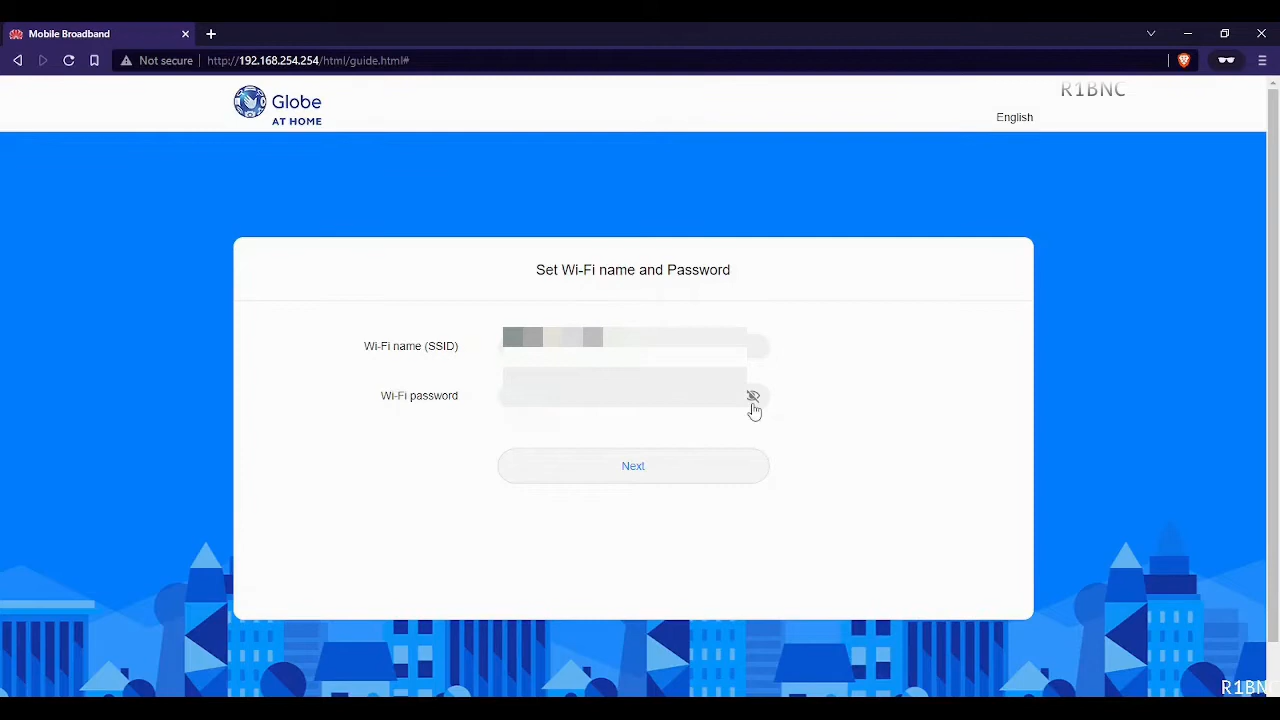 Mobile Broadband
Not secure
http://192.168.254.254/html/guide.html#
R1BNC
Globe
AT HOME
English
Set Wi-Fi name and Password
Wi-Fi name (SSID)
Wi-Fi password
Next
R1BN